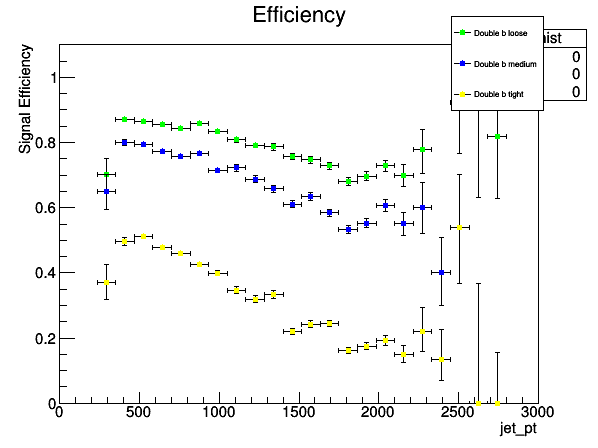 Efficiency
Signal Efficiency
Double b loose
Double b medium
Double b tight
0
0
0
1
0.8
0.6
0.4
0.2
0
0
500
1000
1500
2000
2500
3000
jet_pt